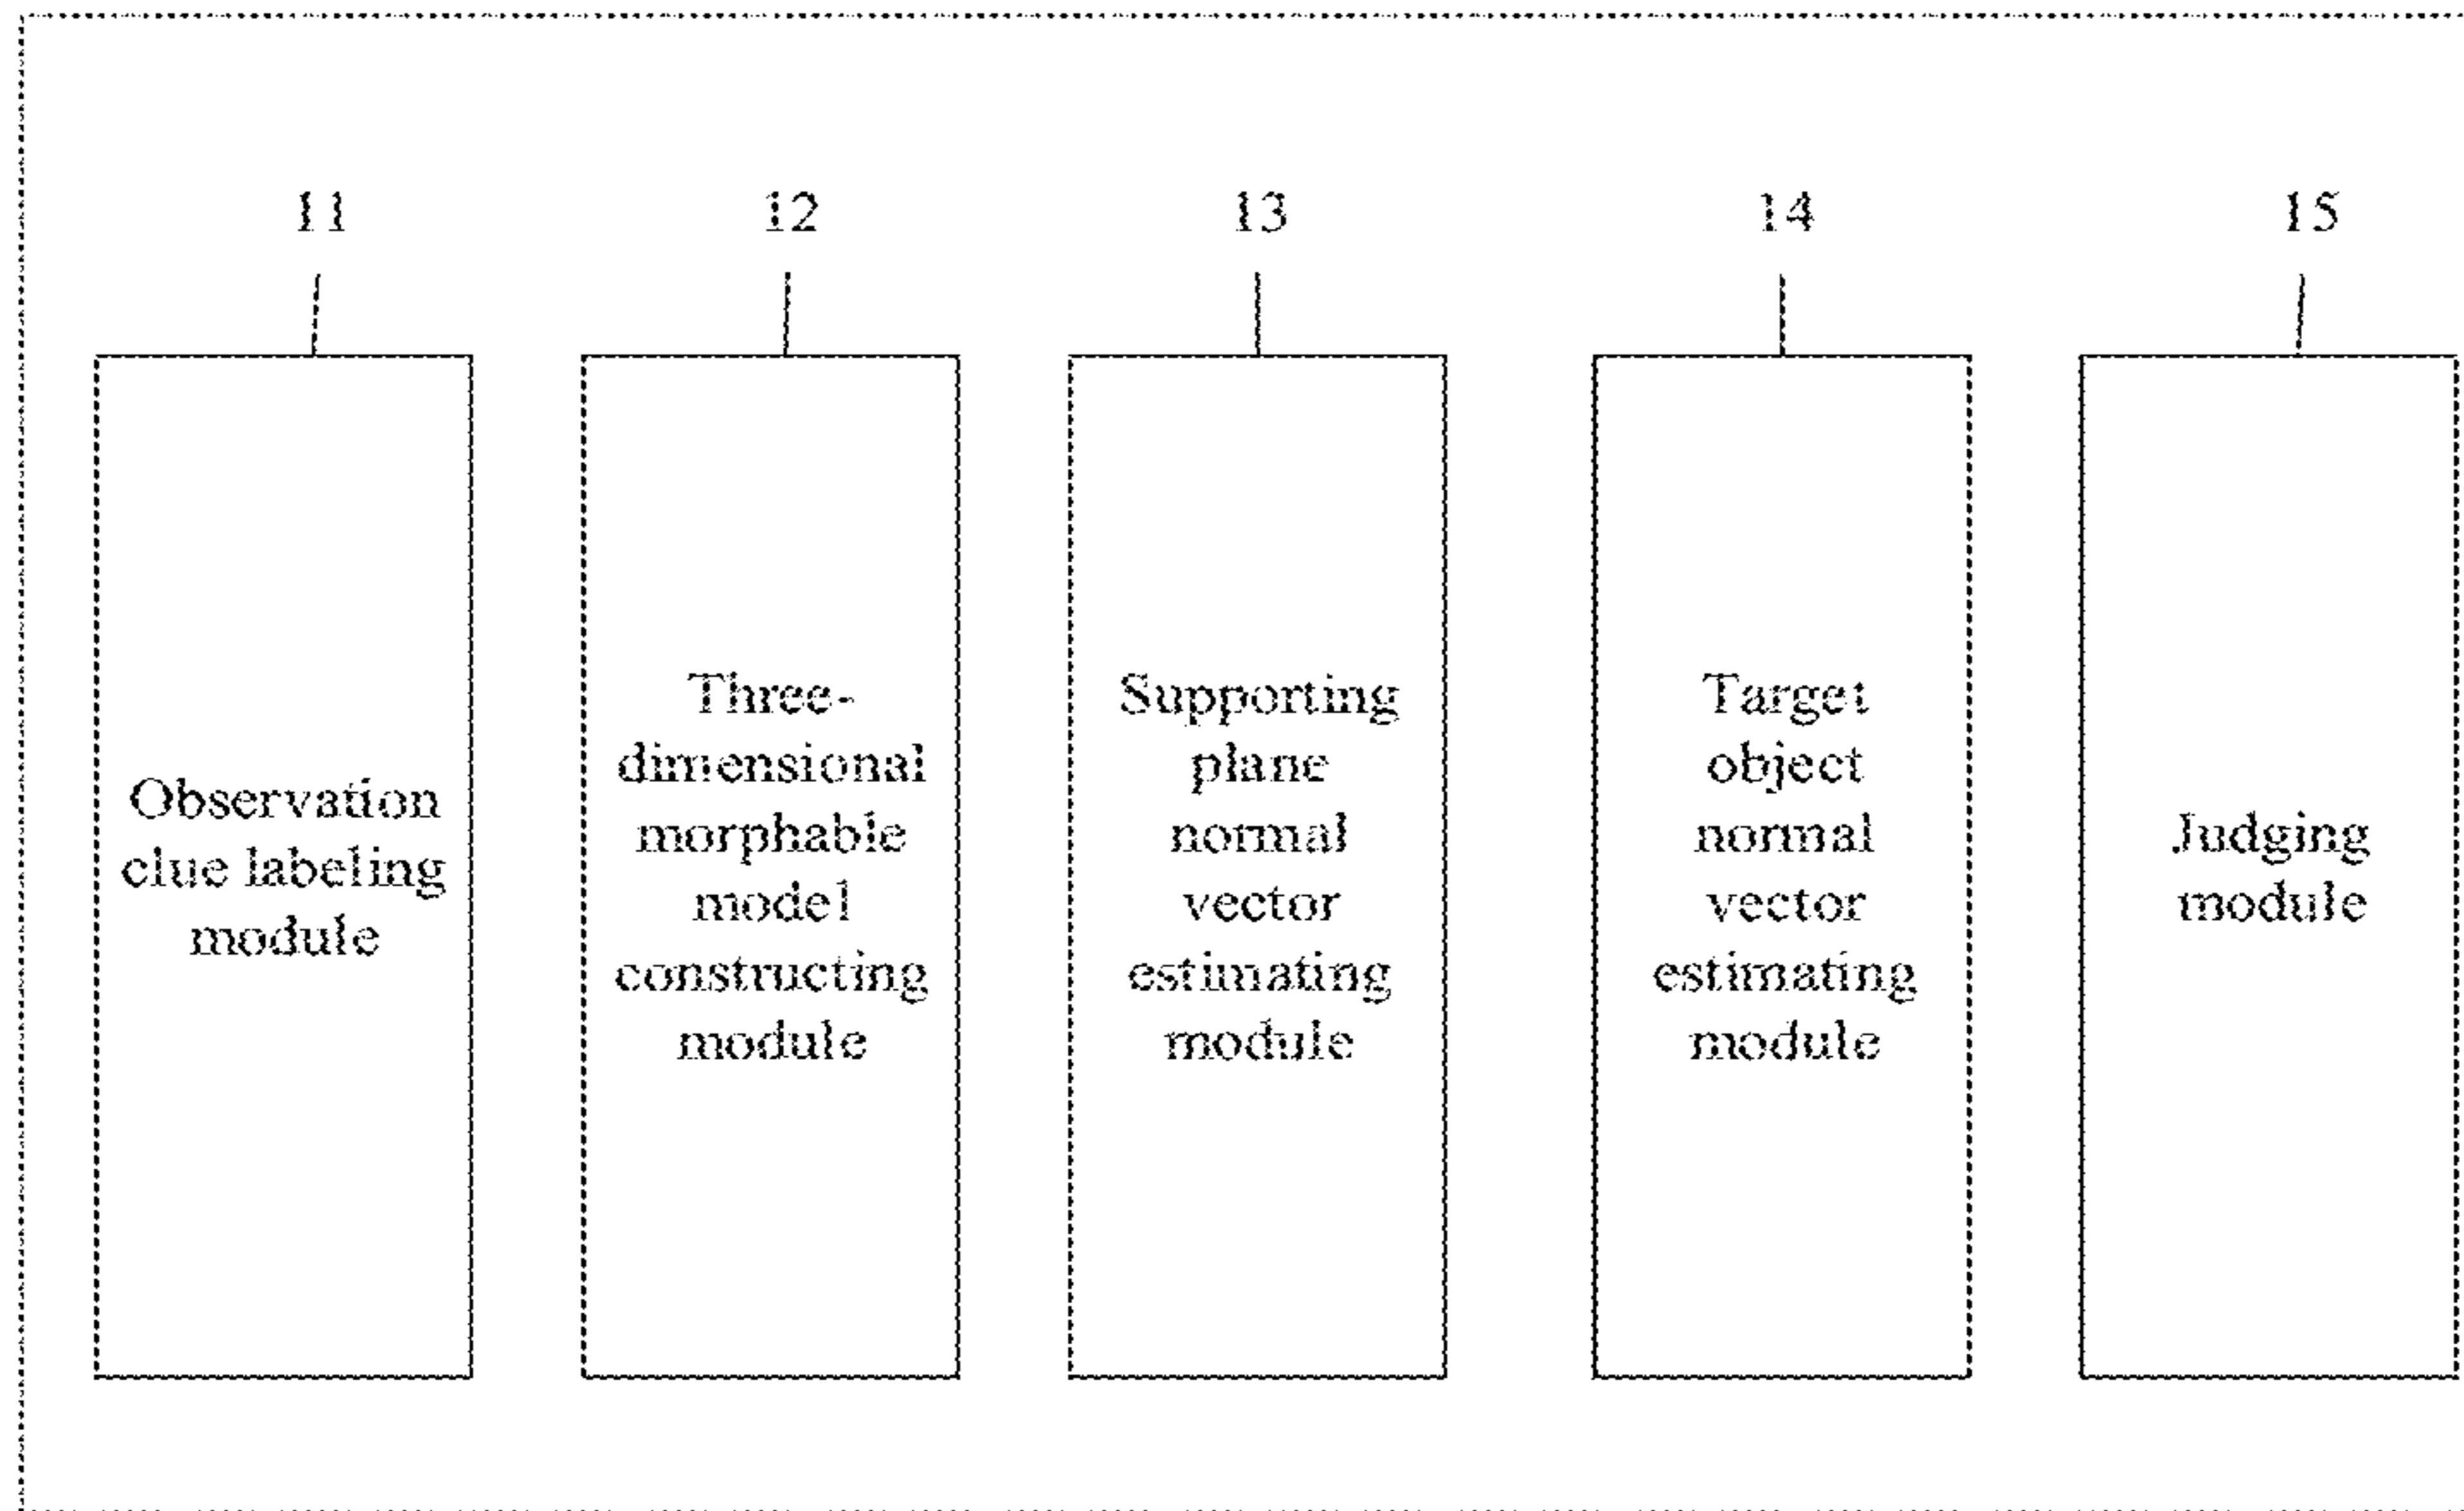 11
12
13
14
15
Observation
clue labeling
module
Three-
dimensional
morphable
model
constructing
module
Supporting
plane
normal
vector
estimating
module
Target
object
normal
vector
estimating
module
Judging
module